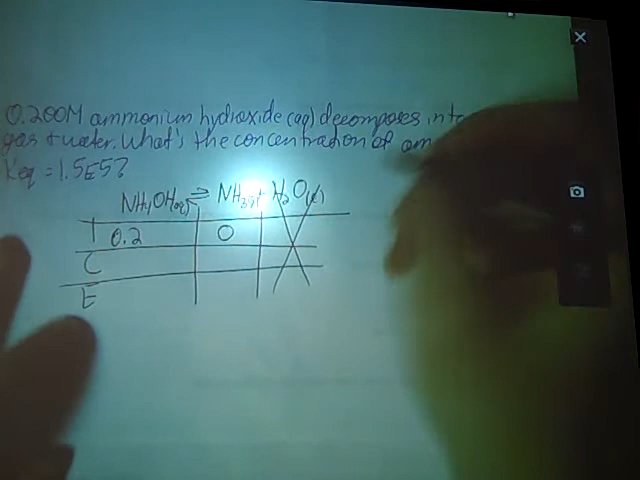 0.200M ammonium hydroxide (aq) decomposes into
gas + water. What's the concentration of am
Keq = 1.5E5?
NH4OH(aq) ⇌ NH3(g) + H2O(l)
I 0.2 0
C
E